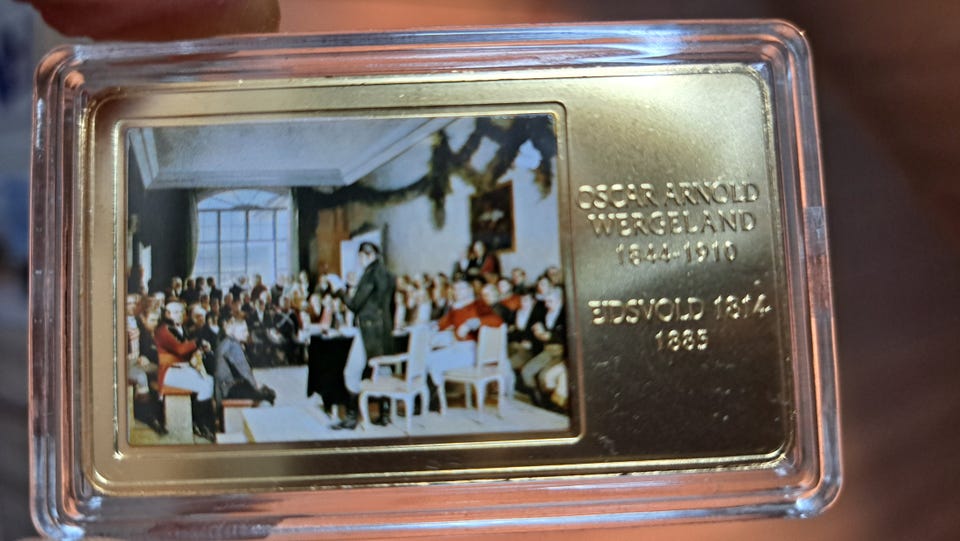 OSCAR ARNOLD
WERGELAND
1844-1910
EIDSVOLD 1814
1885